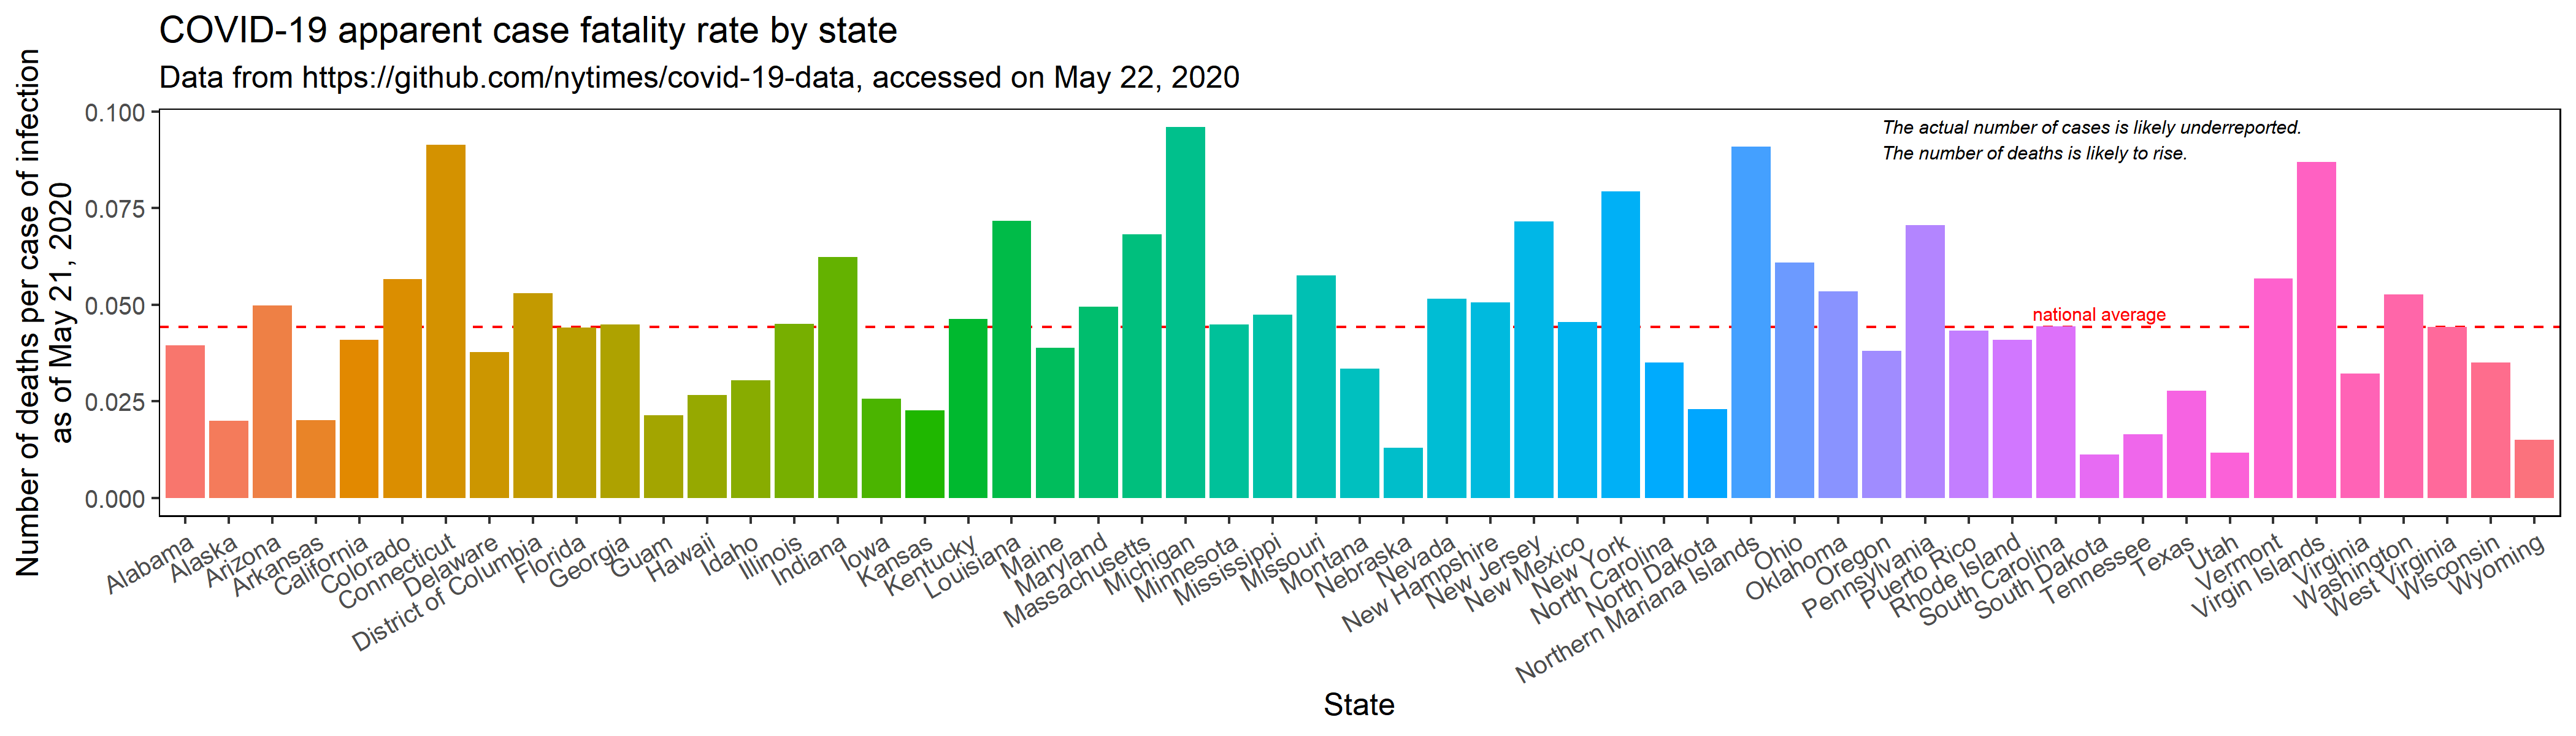 COVID-19 apparent case fatality rate by state
Data from https://github.com/nytimes/covid-19-data, accessed on May 22, 2020
Number of deaths per case of infection
as of May 21, 2020
0.100
0.075
0.050
0.025
0.000
The actual number of cases is likely underreported.
The number of deaths is likely to rise.
national average
Alabama
Alaska
Arizona
Arkansas
California
Colorado
Connecticut
Delaware
District of Columbia
Florida
Georgia
Guam
Hawaii
Idaho
Illinois
Indiana
Iowa
Kansas
Kentucky
Louisiana
Maine
Maryland
Massachusetts
Michigan
Minnesota
Mississippi
Missouri
Montana
Nebraska
Nevada
New Hampshire
New Jersey
New Mexico
New York
North Carolina
North Dakota
Northern Mariana Islands
Ohio
Oklahoma
Oregon
Pennsylvania
Puerto Rico
Rhode Island
South Carolina
South Dakota
Tennessee
Texas
Utah
Vermont
Virgin Islands
Virginia
Washington
West Virginia
Wisconsin
Wyoming
State